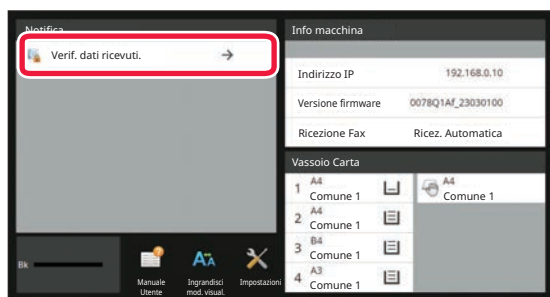 Notifica
Verif. dati ricevuti.
Info macchina
Indirizzo IP 192.168.0.10
Versione firmware 0078Q1Af_23030100
Ricezione Fax Ricez. Automatica
Vassoio Carta
1 A4
Comune 1
A4
Comune 1
2 A4
Comune 1
3 B4
Comune 1
4 A3
Comune 1
Bk
Manuale
Utente
Ingrandisci
mod. visual.
Impostazioni